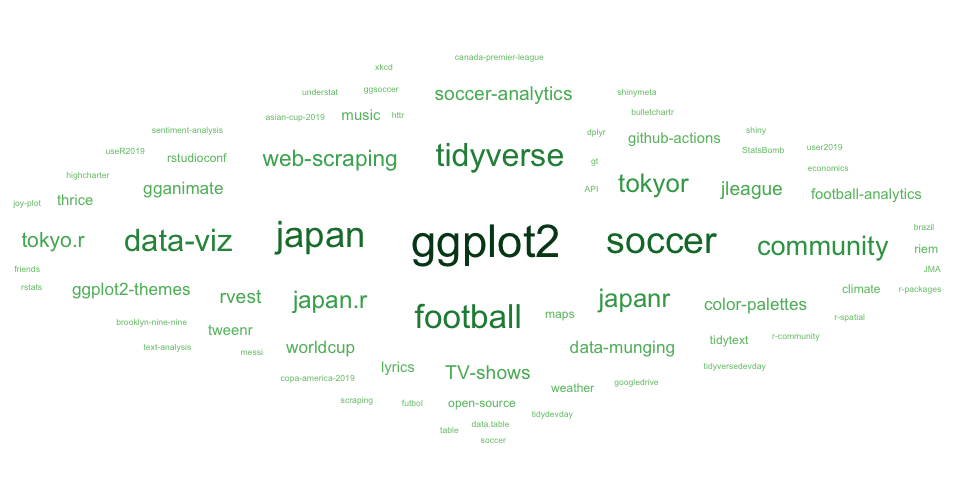 canada-premier-league
xkcd
understat
ggsoccer
soccer-analytics
shinymeta
asian-cup-2019
music
httr
bulletchartr
sentiment-analysis
dplyr
github-actions
shiny
useR2019
rstudioconf
web-scraping
tidyverse
gt
StatsBomb
user2019
highcharter
economics
joy-plot
thrice
gganimate
API
tokyor
jleague
football-analytics
tokyo.r
data-viz
japan
ggplot2
soccer
community
brazil
riem
friends
JMA
rstats
ggplot2-themes
rvest
japan.r
football
maps
japanr
color-palettes
climate
r-packages
brooklyn-nine-nine
tweenr
r-spatial
text-analysis
messi
worldcup
data-munging
tidytext
r-community
copa-america-2019
lyrics
TV-shows
weather
googledrive
tidyversedevday
scraping
futbol
open-source
tidydevday
table
data.table
soccer